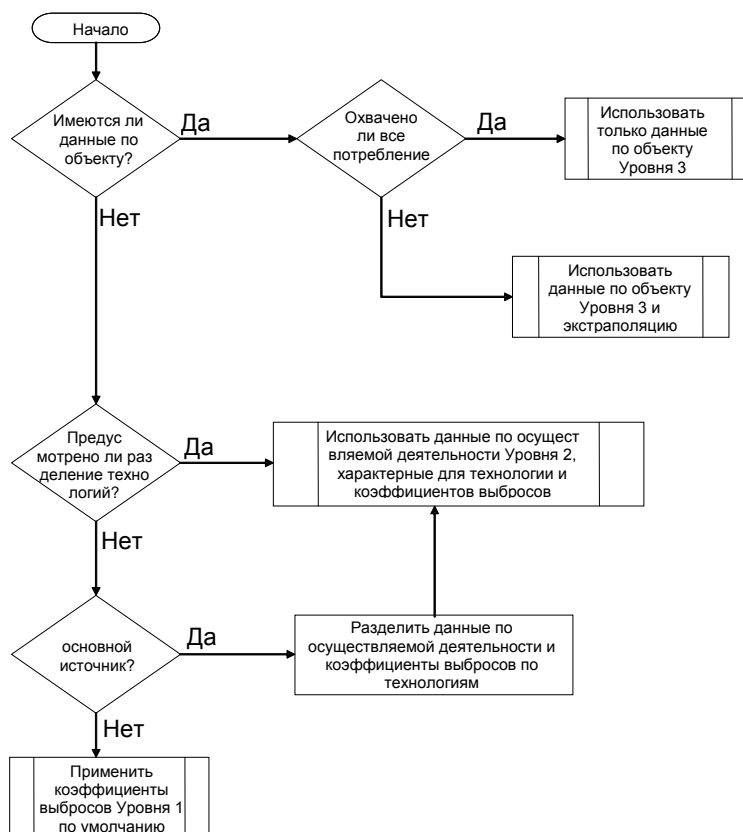 Начало
Имеются ли
данные по
объекту?
Да
Охвачено
ли все
потребление
Да
Использовать
только данные
по объекту
Уровня 3
Нет
Нет
Использовать
данные по объекту
Уровня 3 и
экстраполяцию
Предус
мотрено ли раз
деление техно
логий?
Да
Использовать данные по осущест
вляемой деятельности Уровня 2,
характерные для технологии и
коэффициентов выбросов
Нет
основной
источник?
Да
Разделить данные по
осуществляемой деятельности и
коэффициенты выбросов по
технологиям
Нет
Применить
коэффициенты
выбросов Уровня 1
по умолчанию